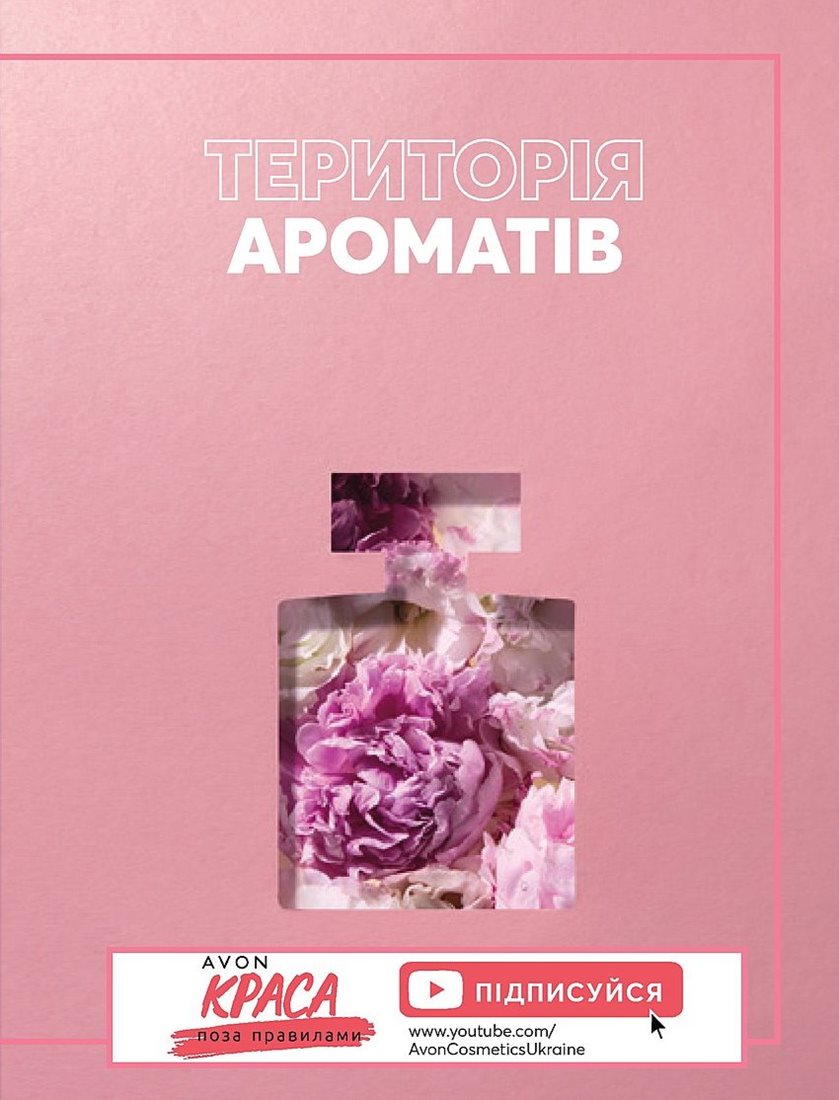 ТЕРИТОРІЯ
АРОМАТІВ
AVON
КРАСА
поза правилами
ПІДПИСУЙСЯ
www.youtube.com/
AvonCosmeticsUkraine